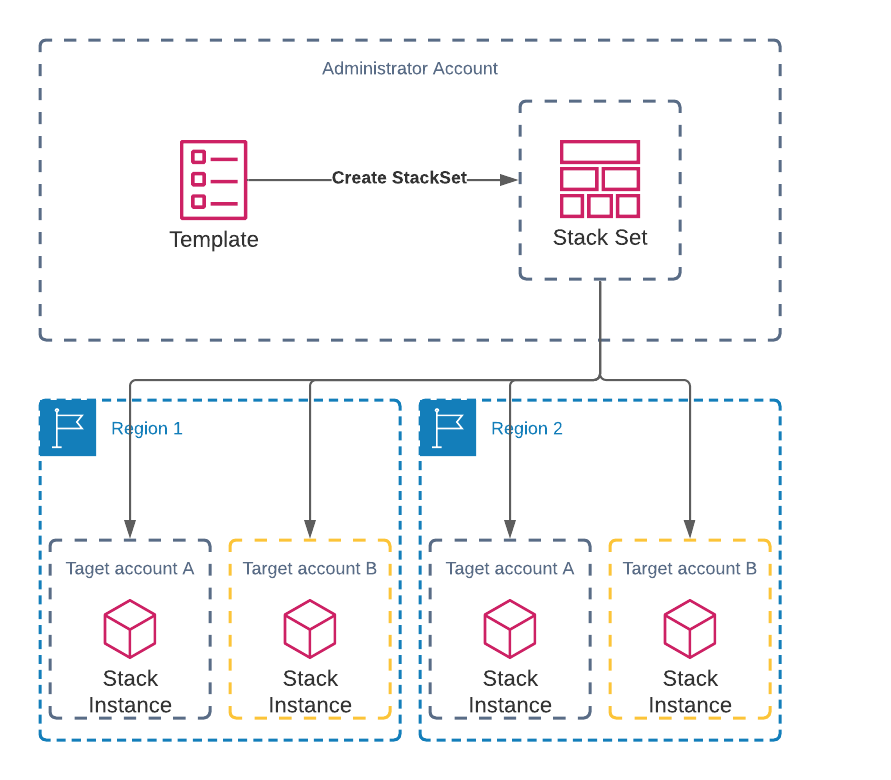 Administrator Account
Create StackSet
Template
Stack Set
Region 1
Region 2
Taget account A
Target account B
Taget account A
Target account B
Stack
Instance
Stack
Instance
Stack
Instance
Stack
Instance